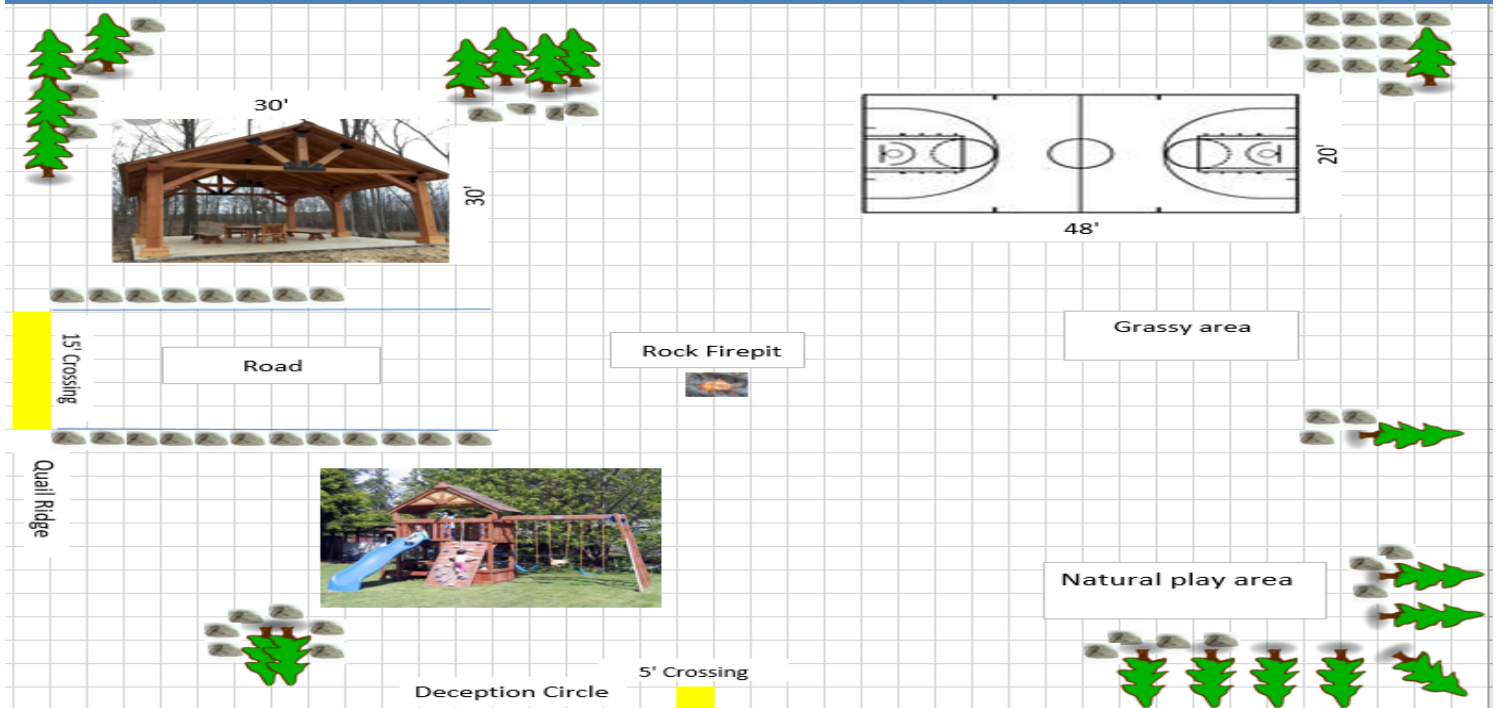 30'
30'
20'
48'
15' Crossing
Road
Rock Firepit
Grassy area
Quail Ridge
Natural play area
5' Crossing
Deception Circle